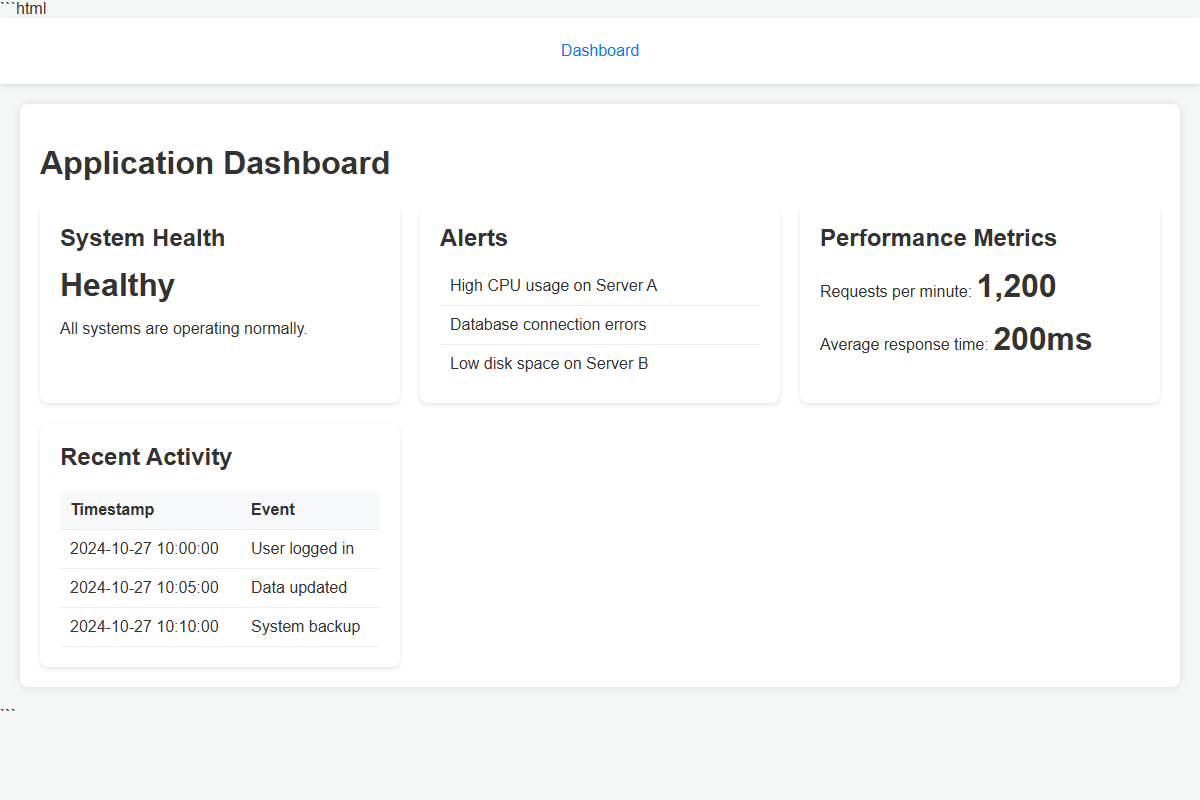 ```html
Dashboard
Application Dashboard
System Health
Healthy
All systems are operating normally.
Alerts
High CPU usage on Server A
Database connection errors
Low disk space on Server B
Performance Metrics
Requests per minute: 1,200
Average response time: 200ms
Recent Activity
Timestamp Event
2024-10-27 10:00:00 User logged in
2024-10-27 10:05:00 Data updated
2024-10-27 10:10:00 System backup
```